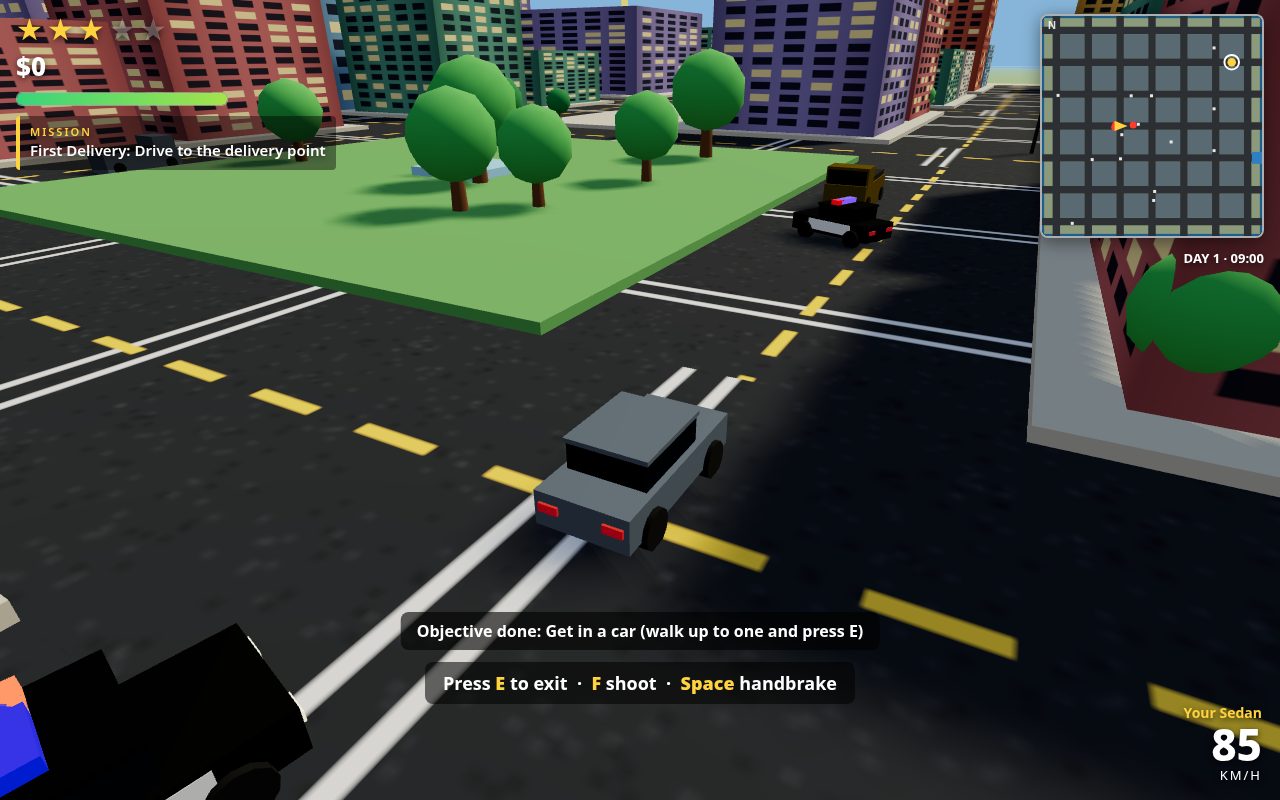 $0
MISSION
First Delivery: Drive to the delivery point
N
DAY 1 · 09:00
Objective done: Get in a car (walk up to one and press E)
Press E to exit · F shoot · Space handbrake
Your Sedan
85
KM/H